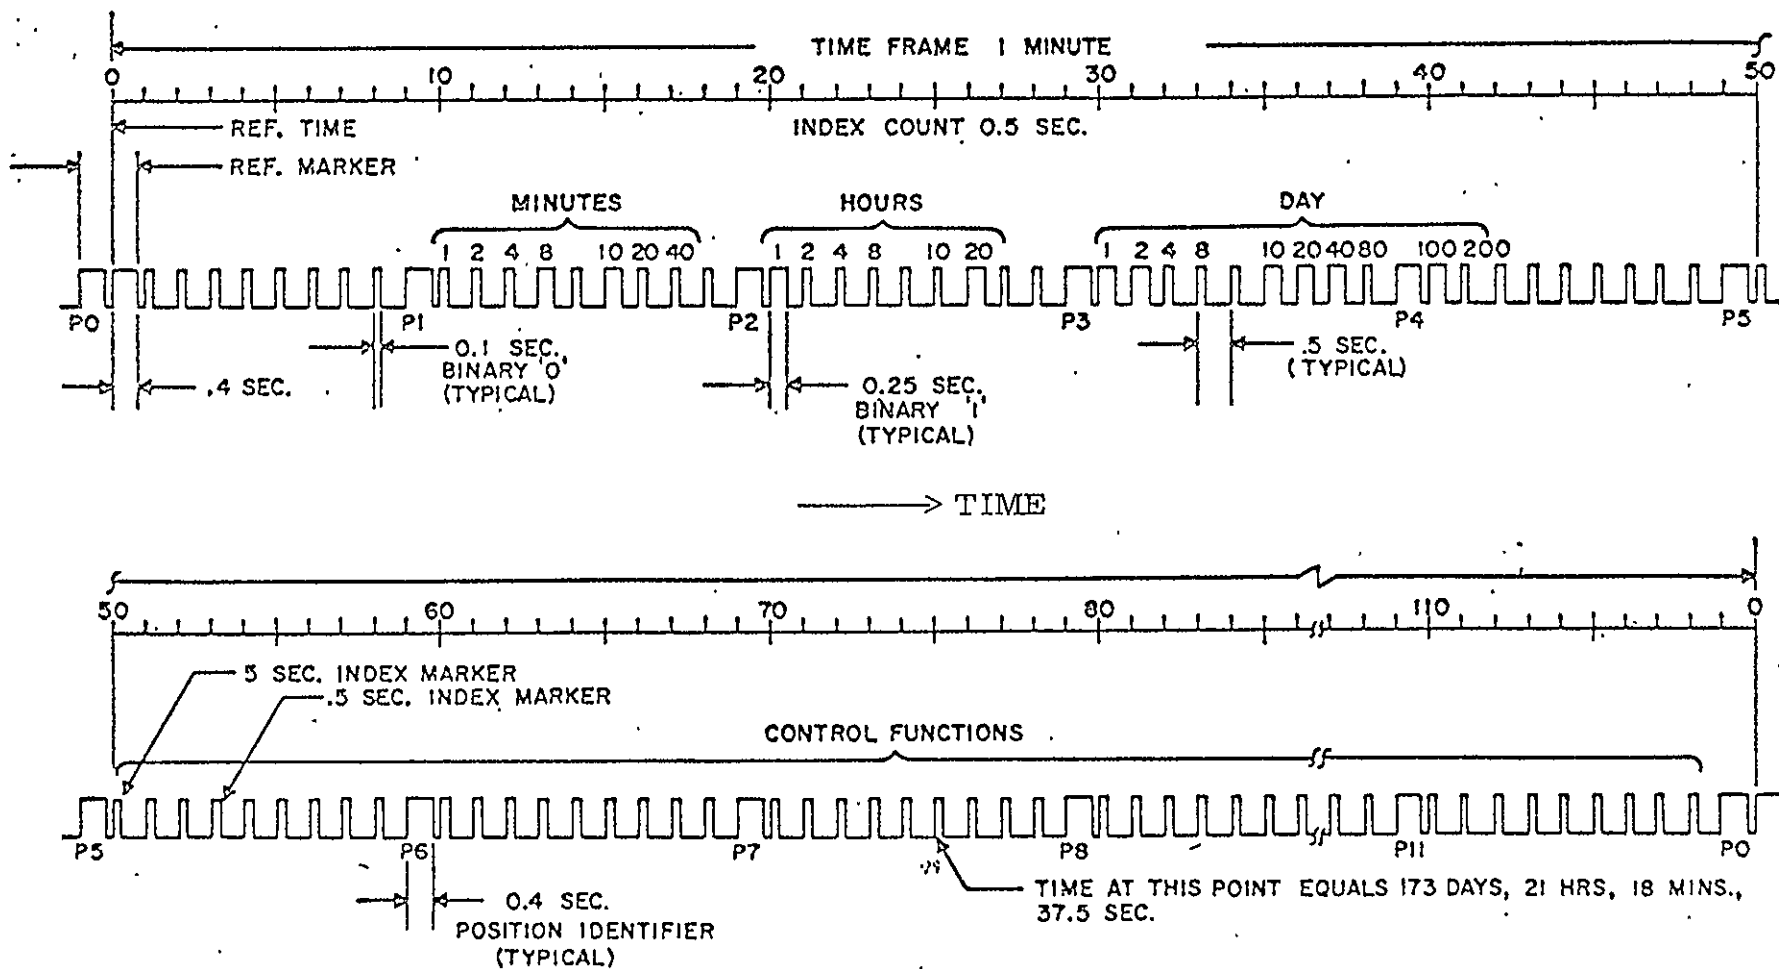 TIME FRAME 1 MINUTE
0 10 20 30 40 50
REF. TIME
INDEX COUNT 0.5 SEC.
REF. MARKER
MINUTES HOURS DAY
1 2 4 8 10 20 40 1 2 4 8 10 20 1 2 4 8 10 20 40 80 100 200
P0 P1 P2 P3 P4 P5
.4 SEC.
0.1 SEC.
BINARY '0'
(TYPICAL)
0.25 SEC.
BINARY '1'
(TYPICAL)
.5 SEC.
(TYPICAL)
TIME
50 60 70 80 110 0
5 SEC. INDEX MARKER
.5 SEC. INDEX MARKER
CONTROL FUNCTIONS
P5 P6 P7 P8 P11 P0
0.4 SEC.
POSITION IDENTIFIER
(TYPICAL)
TIME AT THIS POINT EQUALS 173 DAYS, 21 HRS, 18 MINS.,
37.5 SEC.